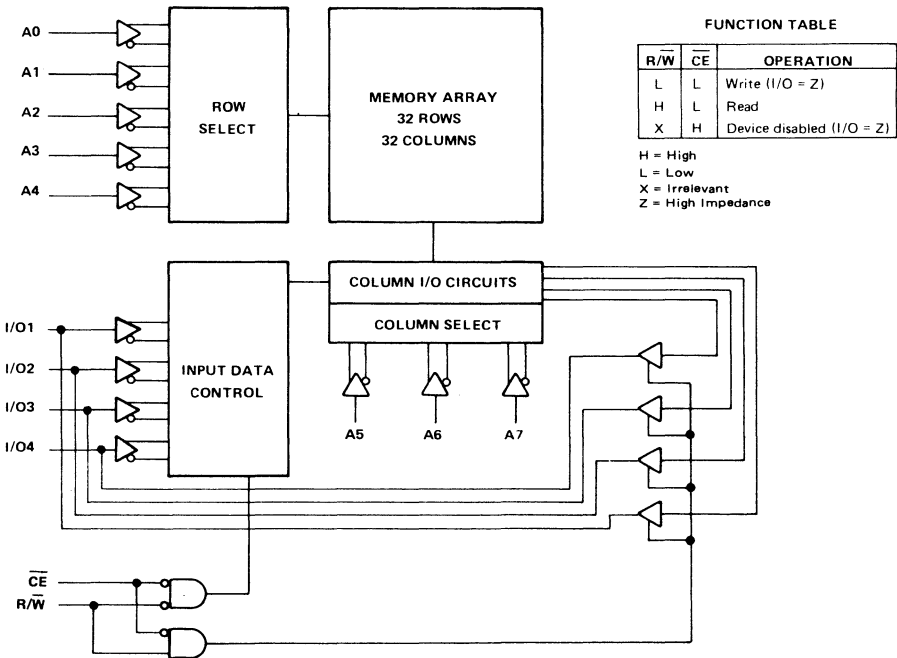 A0
A1
A2
A3
A4
ROW
SELECT
MEMORY ARRAY
32 ROWS
32 COLUMNS
FUNCTION TABLE
R/W̅ C̅E̅ OPERATION
L L Write (I/O = Z)
H L Read
X H Device disabled (I/O = Z)
H = High
L = Low
X = Irrelevant
Z = High Impedance
I/O1
I/O2
I/O3
I/O4
INPUT DATA
CONTROL
COLUMN I/O CIRCUITS
COLUMN SELECT
A5 A6 A7
C̅E̅
R/W̅